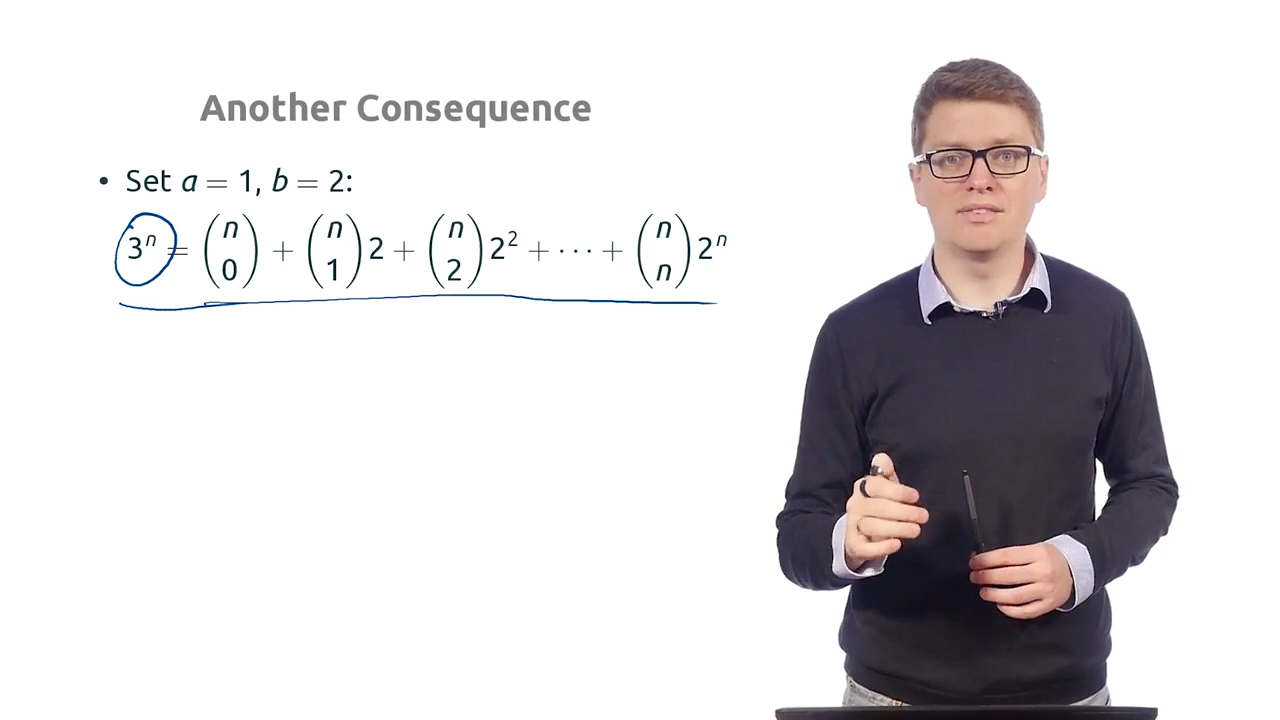 Another Consequence
• Set a = 1, b = 2:
3ⁿ = (n 0) + (n 1) 2 + (n 2) 2² + ⋯ + (n n) 2ⁿ